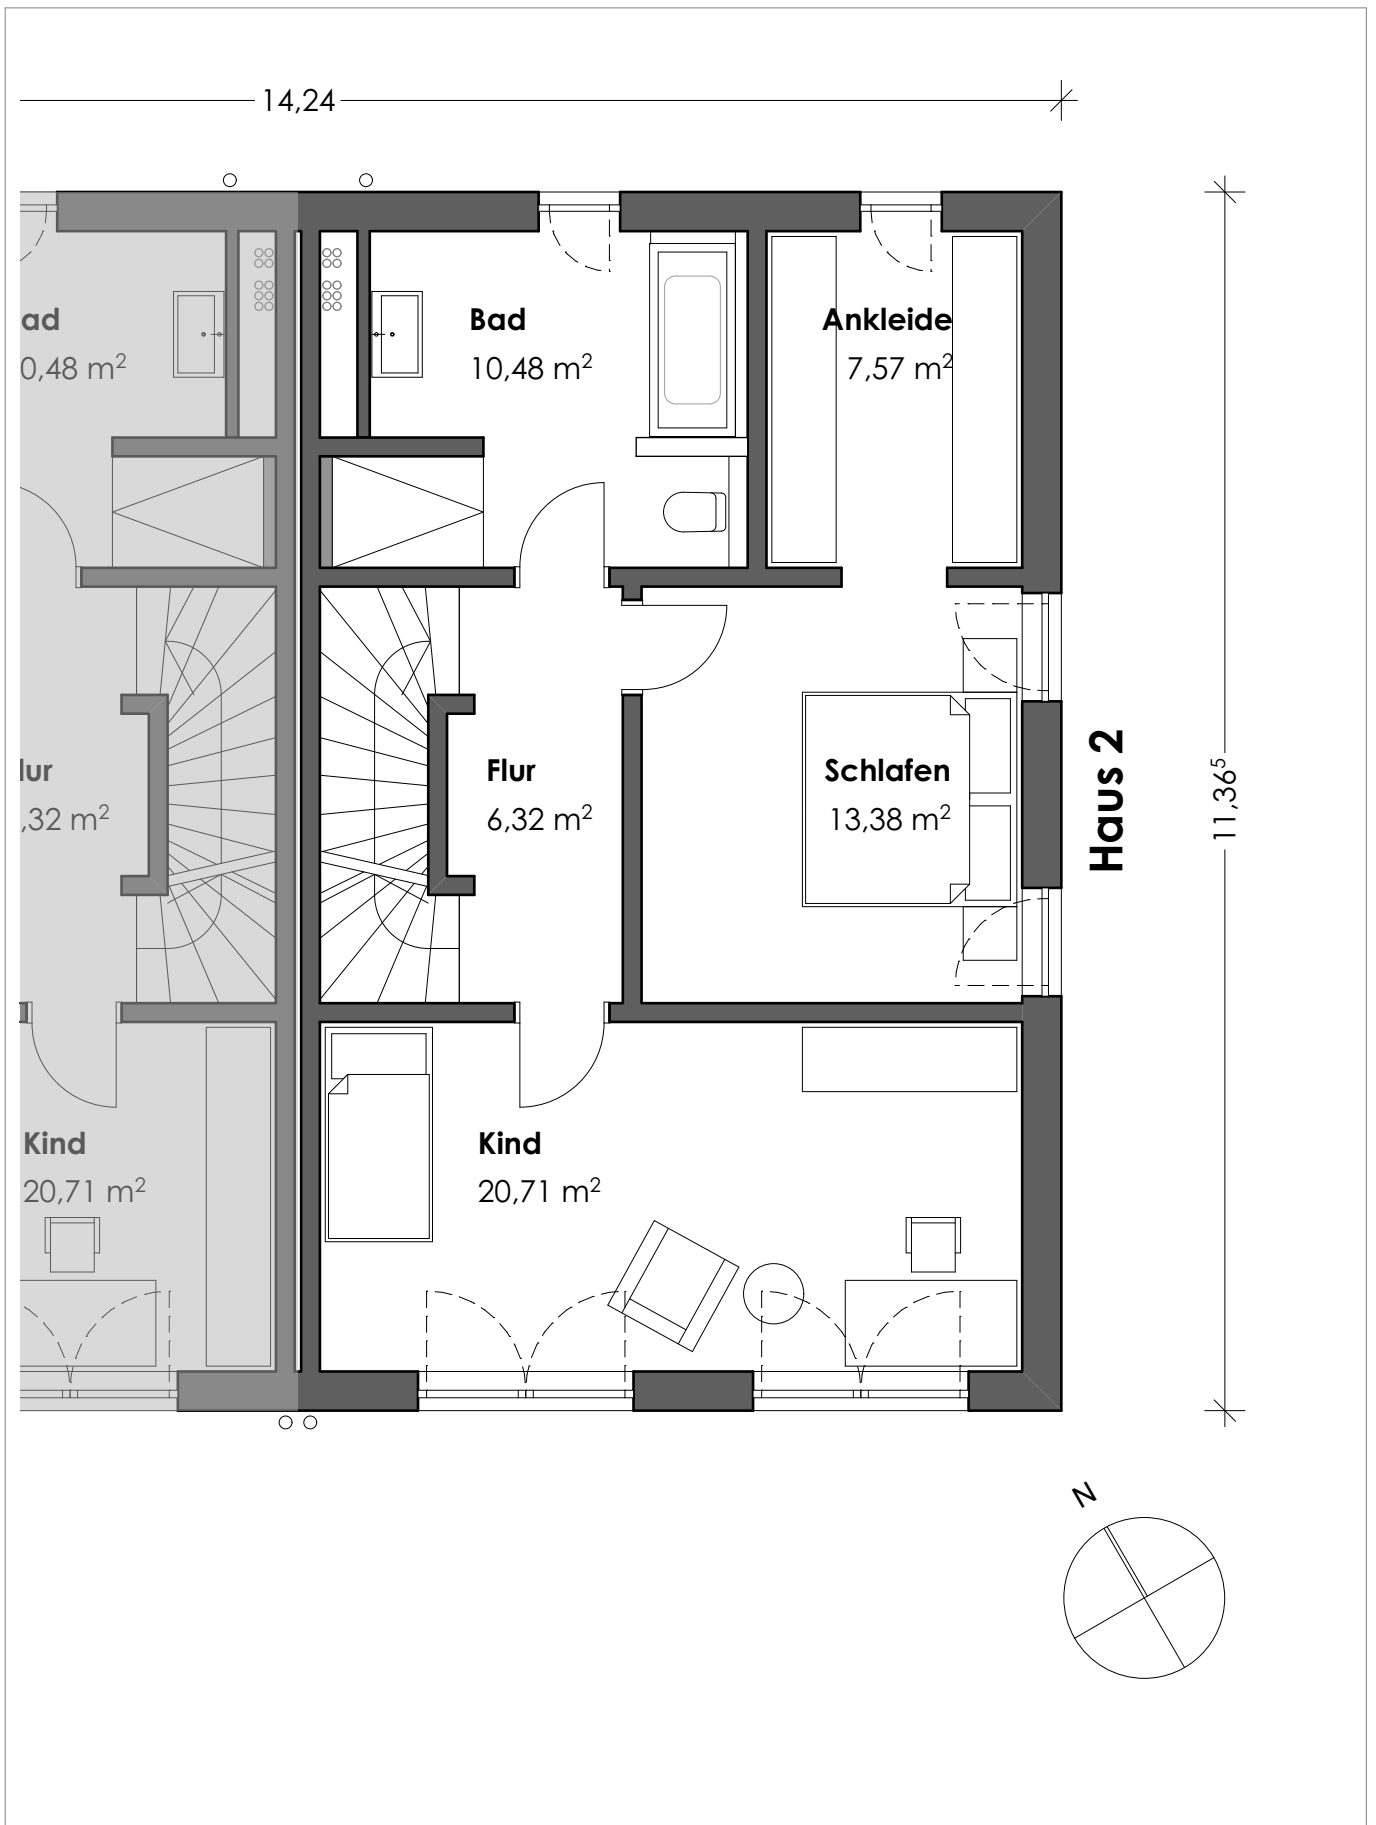 14,24
ad
0,48 m²
Bad
10,48 m²
Ankleide
7,57 m²
lur
,32 m²
Flur
6,32 m²
Schlafen
13,38 m²
Haus 2
11,36⁵
Kind
20,71 m²
Kind
20,71 m²
N